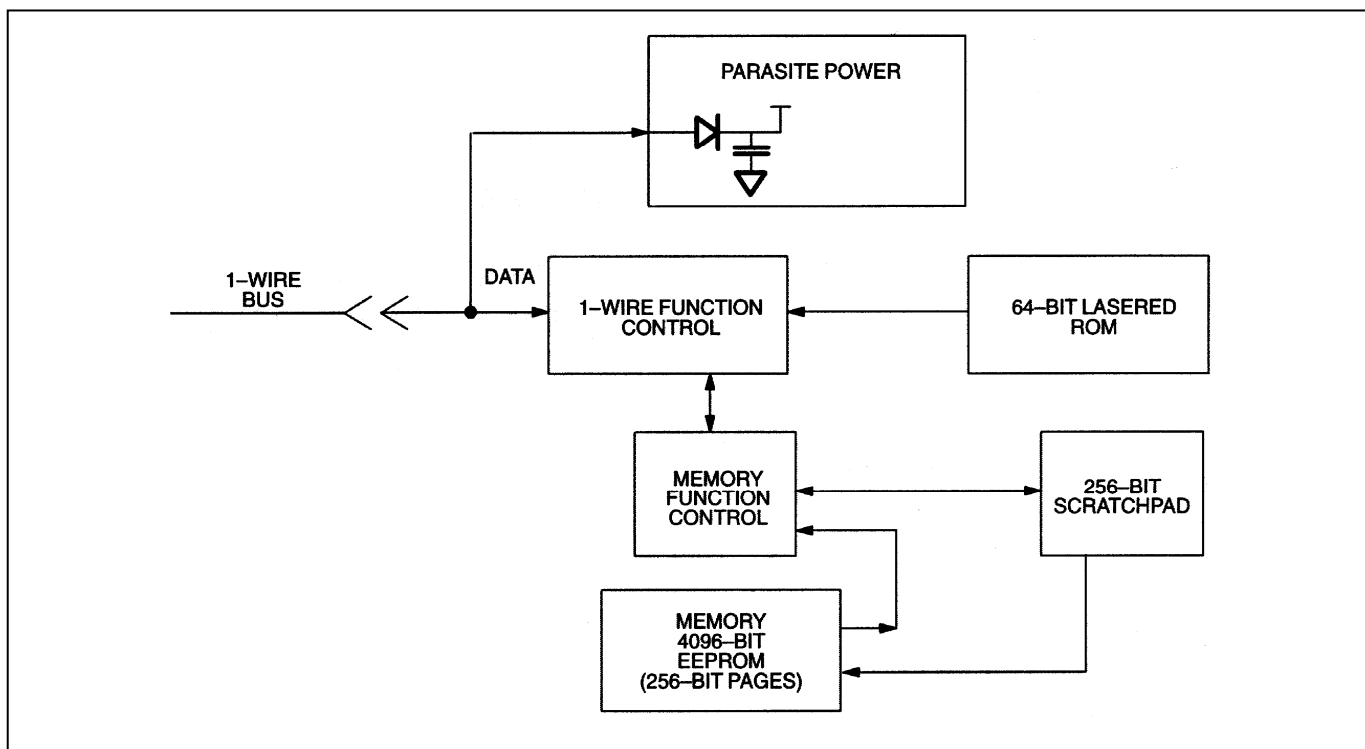 PARASITE POWER
1–WIRE
BUS
DATA
1–WIRE FUNCTION
CONTROL
64–BIT LASERED
ROM
MEMORY
FUNCTION
CONTROL
256–BIT
SCRATCHPAD
MEMORY
4096–BIT
EEPROM
(256–BIT PAGES)